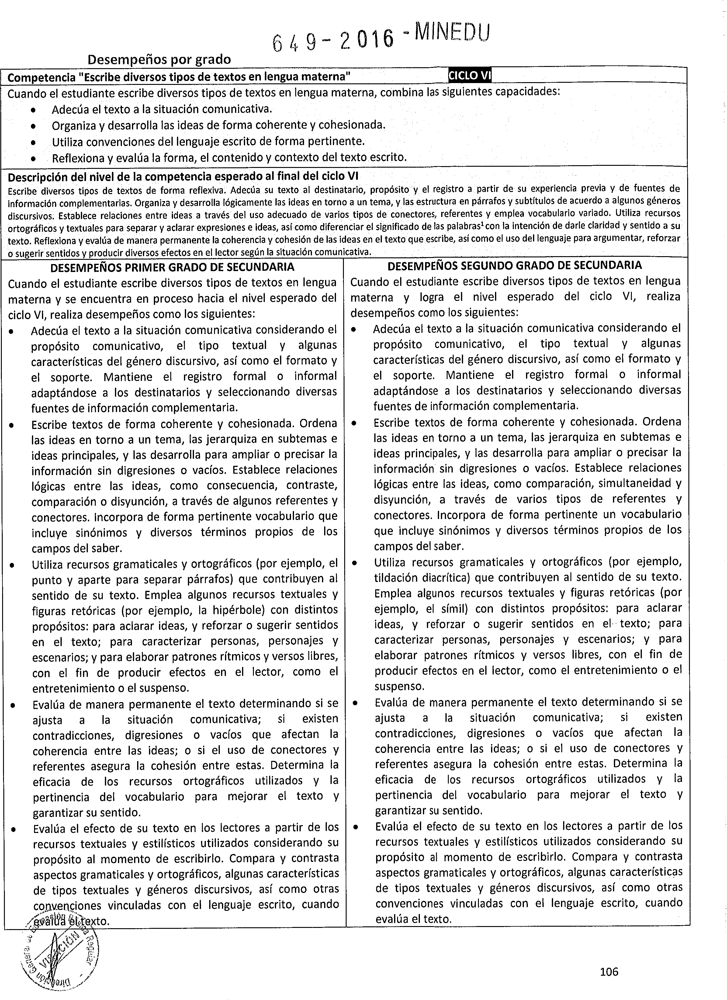 649-2016-MINEDU
Desempeños por grado
Competencia "Escribe diversos tipos de textos en lengua materna" CICLO VI
Cuando el estudiante escribe diversos tipos de textos en lengua materna, combina las siguientes capacidades:
• Adecúa el texto a la situación comunicativa.
• Organiza y desarrolla las ideas de forma coherente y cohesionada.
• Utiliza convenciones del lenguaje escrito de forma pertinente.
• Reflexiona y evalúa la forma, el contenido y contexto del texto escrito.
Descripción del nivel de la competencia esperado al final del ciclo VI
Escribe diversos tipos de textos de forma reflexiva. Adecúa su texto al destinatario, propósito y el registro a partir de su experiencia previa y de fuentes de
información complementarias. Organiza y desarrolla lógicamente las ideas en torno a un tema, y las estructura en párrafos y subtítulos de acuerdo a algunos géneros
discursivos. Establece relaciones entre ideas a través del uso adecuado de varios tipos de conectores, referentes y emplea vocabulario variado. Utiliza recursos
ortográficos y textuales para separar y aclarar expresiones e ideas, así como diferenciar el significado de las palabras¹ con la intención de darle claridad y sentido a su
texto. Reflexiona y evalúa de manera permanente la coherencia y cohesión de las ideas en el texto que escribe, así como el uso del lenguaje para argumentar, reforzar
o sugerir sentidos y producir diversos efectos en el lector según la situación comunicativa.
DESEMPEÑOS PRIMER GRADO DE SECUNDARIA
Cuando el estudiante escribe diversos tipos de textos en lengua
materna y se encuentra en proceso hacia el nivel esperado del
ciclo VI, realiza desempeños como los siguientes:
• Adecúa el texto a la situación comunicativa considerando el
propósito comunicativo, el tipo textual y algunas
características del género discursivo, así como el formato y
el soporte. Mantiene el registro formal o informal
adaptándose a los destinatarios y seleccionando diversas
fuentes de información complementaria.
• Escribe textos de forma coherente y cohesionada. Ordena
las ideas en torno a un tema, las jerarquiza en subtemas e
ideas principales, y las desarrolla para ampliar o precisar la
información sin digresiones o vacíos. Establece relaciones
lógicas entre las ideas, como consecuencia, contraste,
comparación o disyunción, a través de algunos referentes y
conectores. Incorpora de forma pertinente vocabulario que
incluye sinónimos y diversos términos propios de los
campos del saber.
• Utiliza recursos gramaticales y ortográficos (por ejemplo, el
punto y aparte para separar párrafos) que contribuyen al
sentido de su texto. Emplea algunos recursos textuales y
figuras retóricas (por ejemplo, la hipérbole) con distintos
propósitos: para aclarar ideas, y reforzar o sugerir sentidos
en el texto; para caracterizar personas, personajes y
escenarios; y para elaborar patrones rítmicos y versos libres,
con el fin de producir efectos en el lector, como el
entretenimiento o el suspenso.
• Evalúa de manera permanente el texto determinando si se
ajusta a la situación comunicativa; si existen
contradicciones, digresiones o vacíos que afectan la
coherencia entre las ideas; o si el uso de conectores y
referentes asegura la cohesión entre estas. Determina la
eficacia de los recursos ortográficos utilizados y la
pertinencia del vocabulario para mejorar el texto y
garantizar su sentido.
• Evalúa el efecto de su texto en los lectores a partir de los
recursos textuales y estilísticos utilizados considerando su
propósito al momento de escribirlo. Compara y contrasta
aspectos gramaticales y ortográficos, algunas características
de tipos textuales y géneros discursivos, así como otras
convenciones vinculadas con el lenguaje escrito, cuando
evalúa el texto.
DESEMPEÑOS SEGUNDO GRADO DE SECUNDARIA
Cuando el estudiante escribe diversos tipos de textos en lengua
materna y logra el nivel esperado del ciclo VI, realiza
desempeños como los siguientes:
• Adecúa el texto a la situación comunicativa considerando el
propósito comunicativo, el tipo textual y algunas
características del género discursivo, así como el formato y
el soporte. Mantiene el registro formal o informal
adaptándose a los destinatarios y seleccionando diversas
fuentes de información complementaria.
• Escribe textos de forma coherente y cohesionada. Ordena
las ideas en torno a un tema, las jerarquiza en subtemas e
ideas principales, y las desarrolla para ampliar o precisar la
información sin digresiones o vacíos. Establece relaciones
lógicas entre las ideas, como comparación, simultaneidad y
disyunción, a través de varios tipos de referentes y
conectores. Incorpora de forma pertinente un vocabulario
que incluye sinónimos y diversos términos propios de los
campos del saber.
• Utiliza recursos gramaticales y ortográficos (por ejemplo,
tildación diacrítica) que contribuyen al sentido de su texto.
Emplea algunos recursos textuales y figuras retóricas (por
ejemplo, el símil) con distintos propósitos: para aclarar
ideas, y reforzar o sugerir sentidos en el texto; para
caracterizar personas, personajes y escenarios; y para
elaborar patrones rítmicos y versos libres, con el fin de
producir efectos en el lector, como el entretenimiento o el
suspenso.
• Evalúa de manera permanente el texto determinando si se
ajusta a la situación comunicativa; si existen
contradicciones, digresiones o vacíos que afectan la
coherencia entre las ideas; o si el uso de conectores y
referentes asegura la cohesión entre estas. Determina la
eficacia de los recursos ortográficos utilizados y la
pertinencia del vocabulario para mejorar el texto y
garantizar su sentido.
• Evalúa el efecto de su texto en los lectores a partir de los
recursos textuales y estilísticos utilizados considerando su
propósito al momento de escribirlo. Compara y contrasta
aspectos gramaticales y ortográficos, algunas características
de tipos textuales y géneros discursivos, así como otras
convenciones vinculadas con el lenguaje escrito, cuando
evalúa el texto.
VISACIÓN
Regular
106